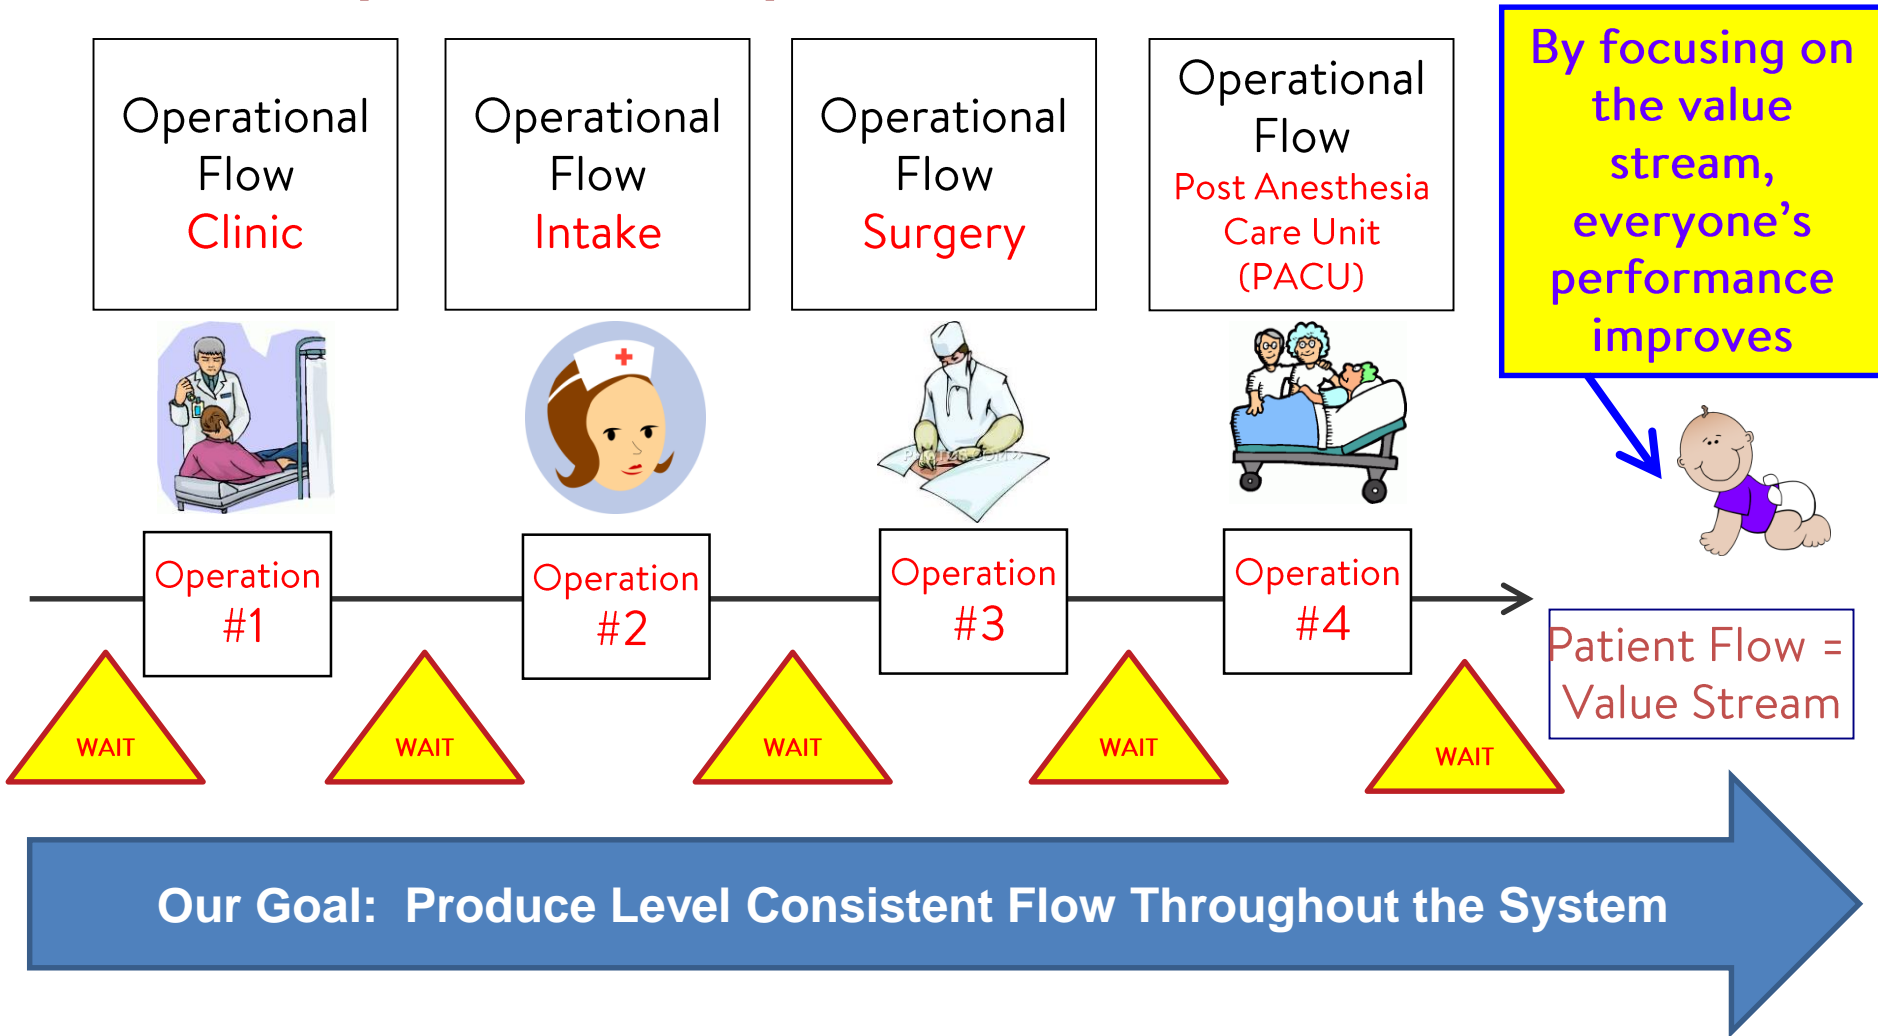 Operational
Flow
Clinic
Operational
Flow
Intake
Operational
Flow
Surgery
Operational
Flow
Post Anesthesia
Care Unit
(PACU)
By focusing on
the value
stream,
everyone's
performance
improves
Operation
#1
Operation
#2
Operation
#3
Operation
#4
Patient Flow =
Value Stream
WAIT
WAIT
WAIT
WAIT
WAIT
Our Goal:  Produce Level Consistent Flow Throughout the System